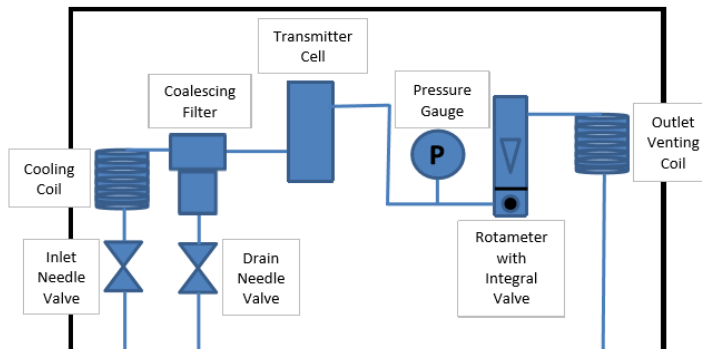 Transmitter
Cell
Coalescing
Filter
Pressure
Gauge
Outlet
Venting
Coil
Cooling
Coil
P
Inlet
Needle
Valve
Drain
Needle
Valve
Rotameter
with
Integral
Valve